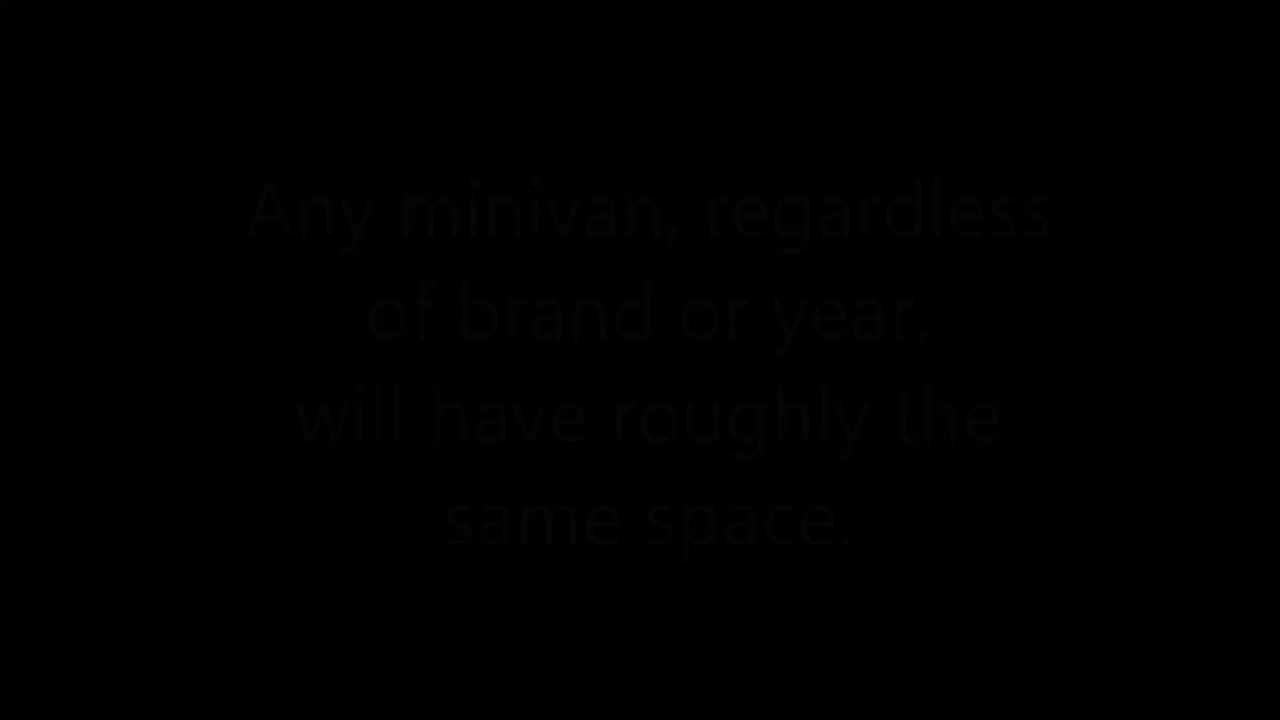 Any minivan, regardless
of brand or year,
will have roughly the
same space.